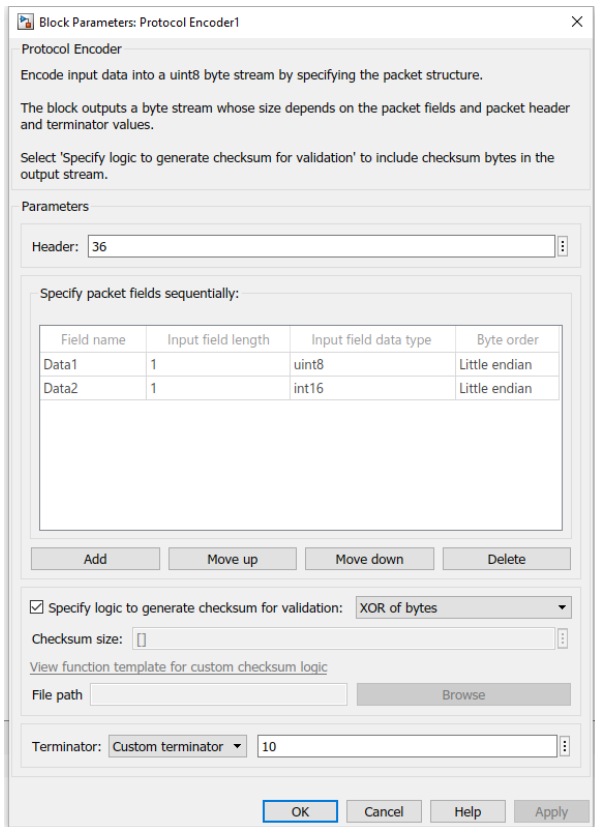 Block Parameters: Protocol Encoder1
Protocol Encoder
Encode input data into a uint8 byte stream by specifying the packet structure.
The block outputs a byte stream whose size depends on the packet fields and packet header
and terminator values.
Select 'Specify logic to generate checksum for validation' to include checksum bytes in the
output stream.
Parameters
Header: 36
Specify packet fields sequentially:
Field name Input field length Input field data type Byte order
Data1 1 uint8 Little endian
Data2 1 int16 Little endian
Add Move up Move down Delete
Specify logic to generate checksum for validation: XOR of bytes
Checksum size: []
View function template for custom checksum logic
File path Browse
Terminator: Custom terminator 10
OK Cancel Help Apply